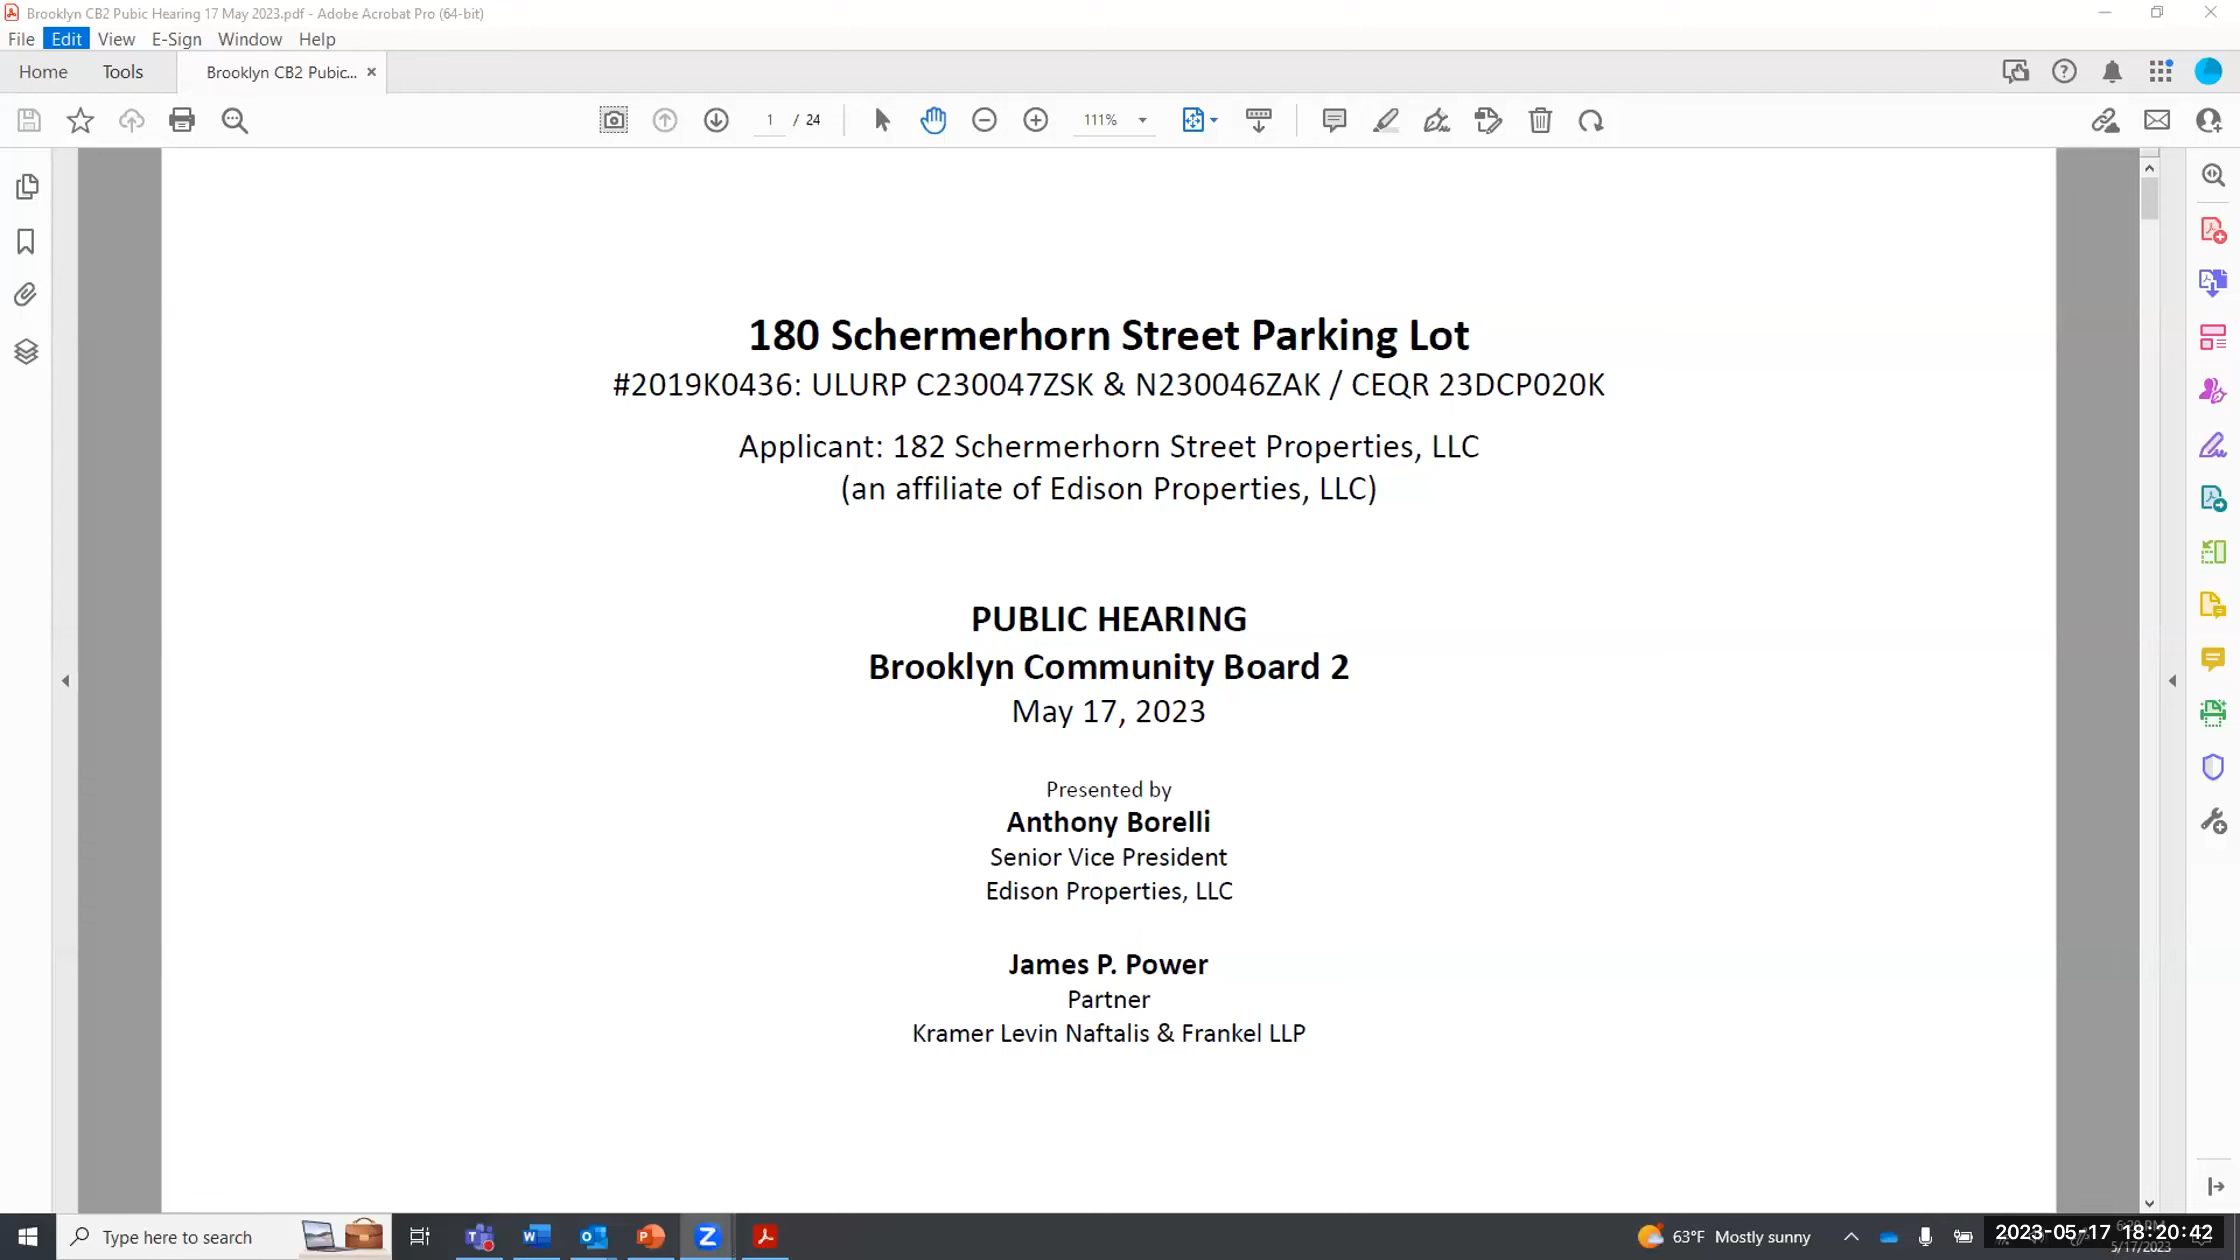 Brooklyn CB2 Pubic Hearing 17 May 2023.pdf - Adobe Acrobat Pro (64-bit)
File Edit View E-Sign Window Help
Home Tools Brooklyn CB2 Pubic... ×
1 / 24 111%
180 Schermerhorn Street Parking Lot
#2019K0436: ULURP C230047ZSK & N230046ZAK / CEQR 23DCP020K
Applicant: 182 Schermerhorn Street Properties, LLC
(an affiliate of Edison Properties, LLC)
PUBLIC HEARING
Brooklyn Community Board 2
May 17, 2023
Presented by
Anthony Borelli
Senior Vice President
Edison Properties, LLC
James P. Power
Partner
Kramer Levin Naftalis & Frankel LLP
Type here to search
63°F Mostly sunny
2023-05-17 18:20:42
5/17/2023